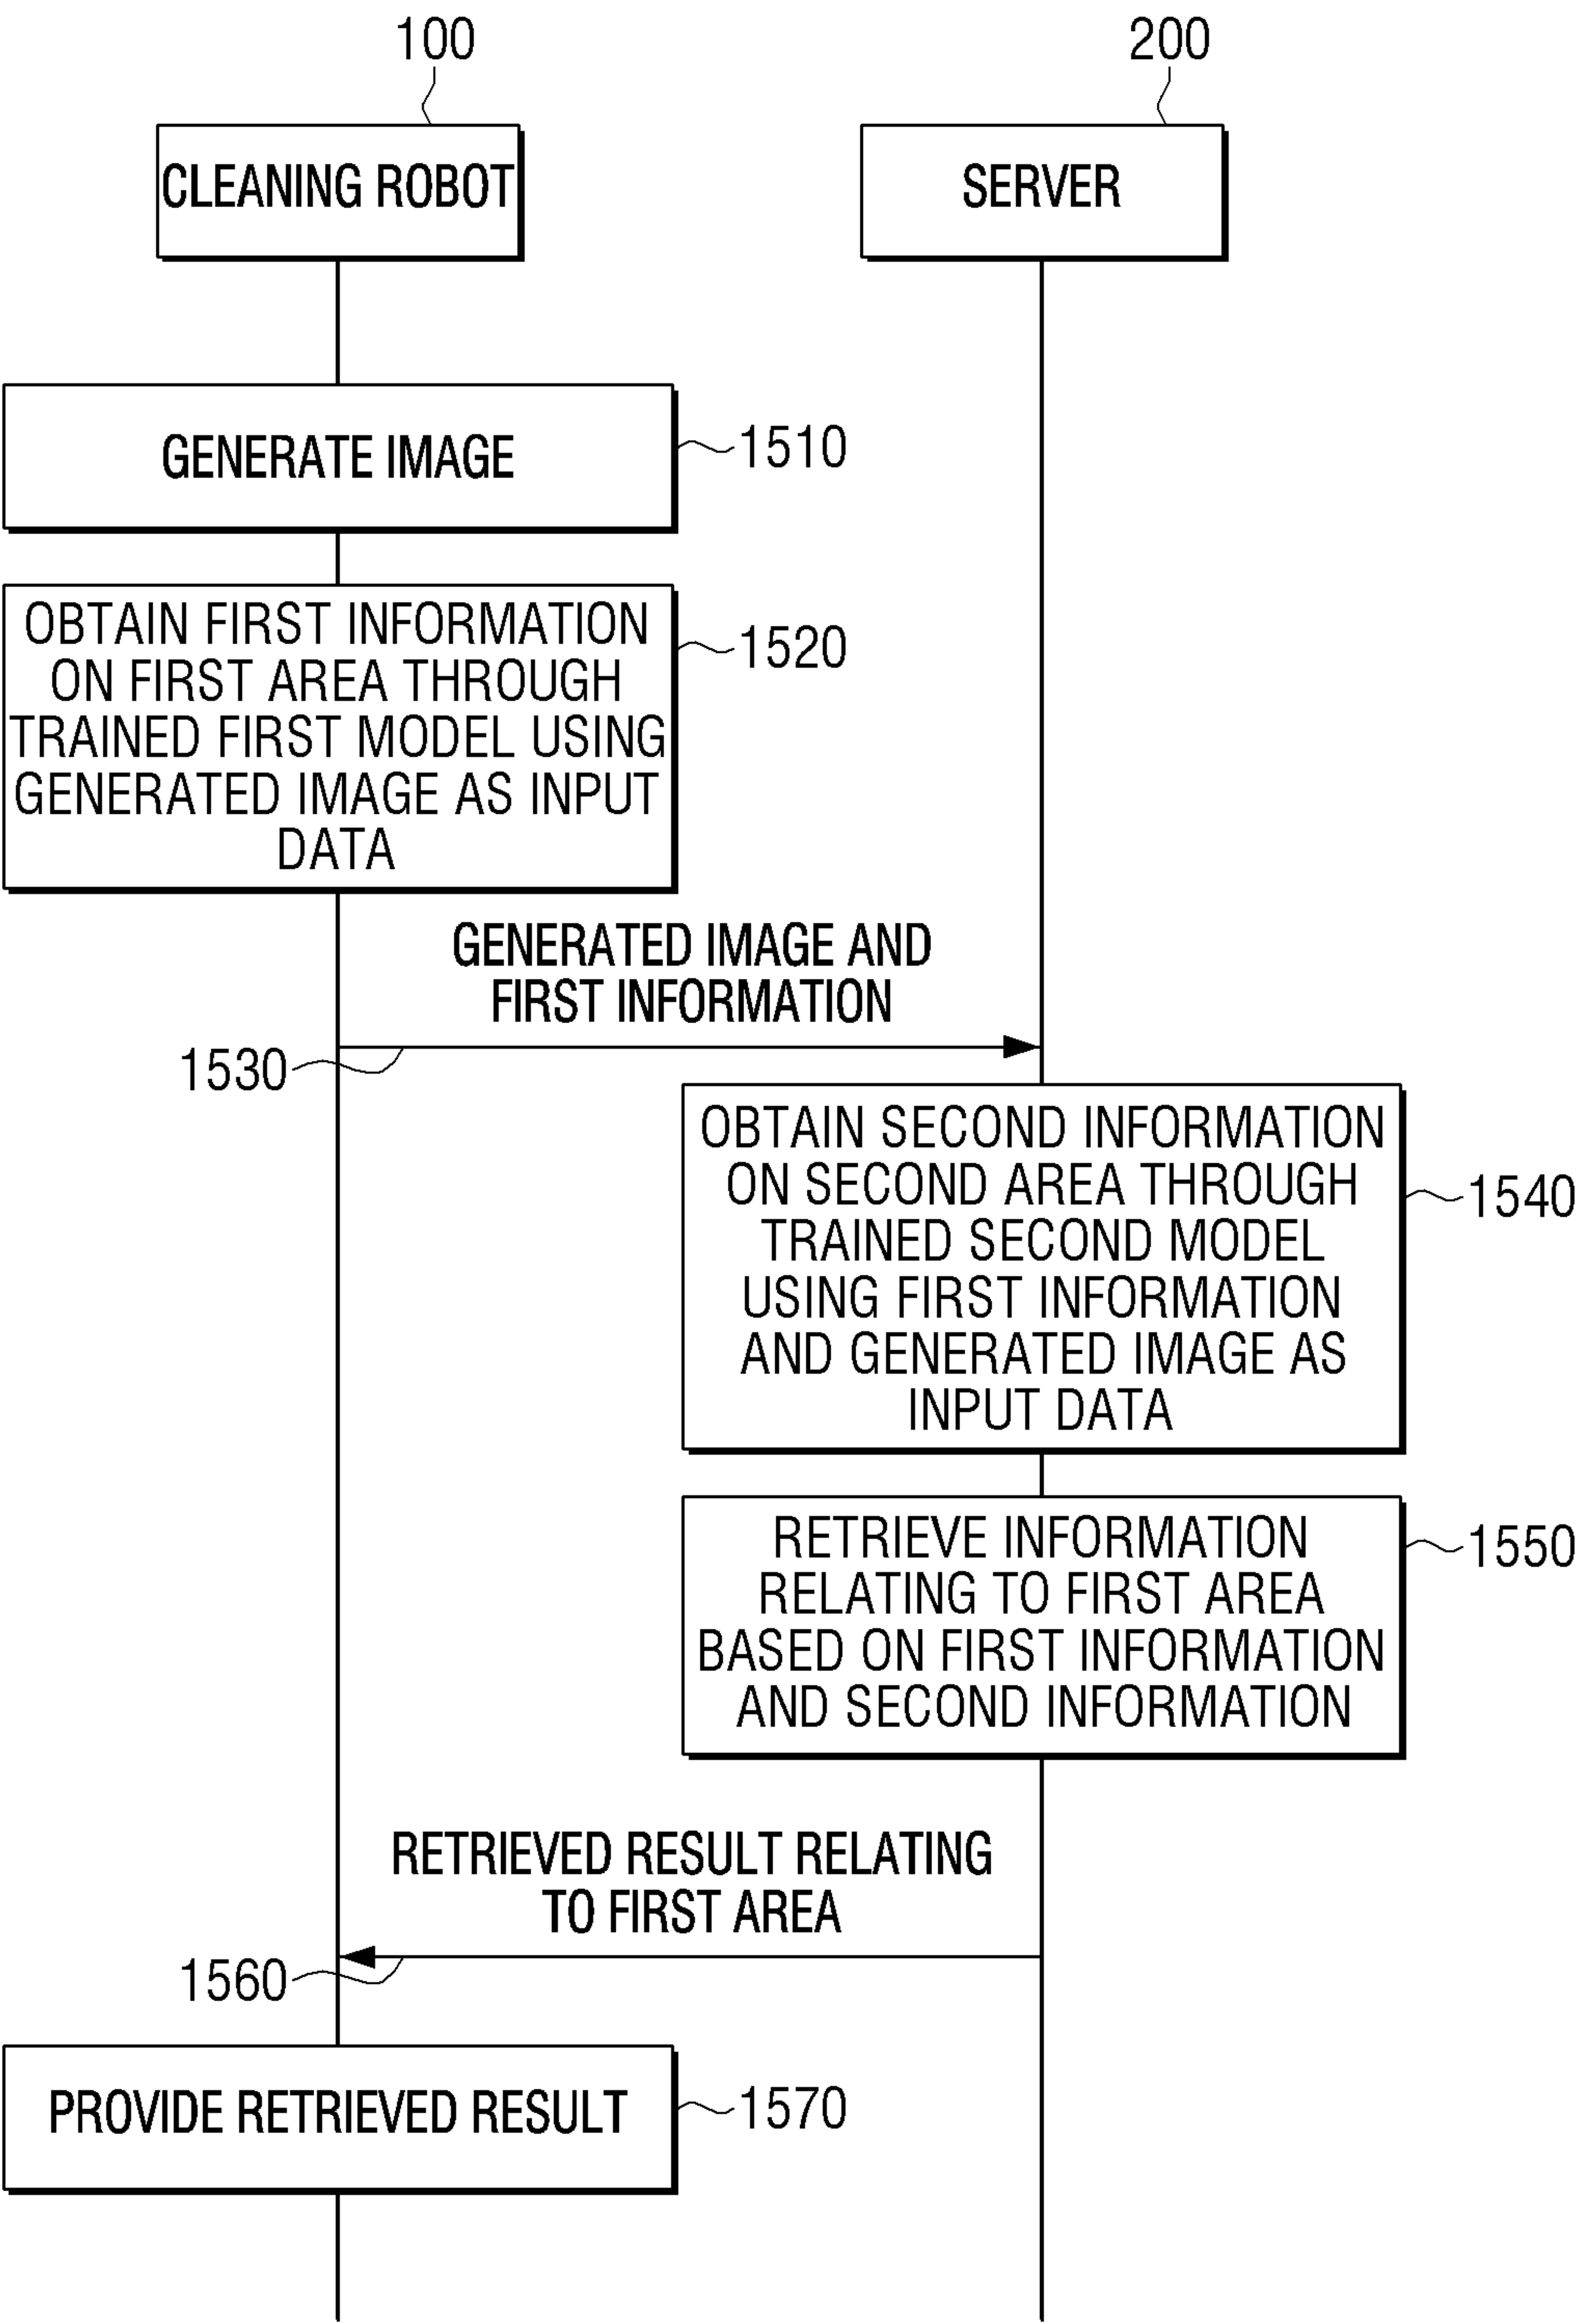 100
200
CLEANING ROBOT
SERVER
GENERATE IMAGE
1510
OBTAIN FIRST INFORMATION
ON FIRST AREA THROUGH
TRAINED FIRST MODEL USING
GENERATED IMAGE AS INPUT
DATA
1520
GENERATED IMAGE AND
FIRST INFORMATION
1530
OBTAIN SECOND INFORMATION
ON SECOND AREA THROUGH
TRAINED SECOND MODEL
USING FIRST INFORMATION
AND GENERATED IMAGE AS
INPUT DATA
1540
RETRIEVE INFORMATION
RELATING TO FIRST AREA
BASED ON FIRST INFORMATION
AND SECOND INFORMATION
1550
RETRIEVED RESULT RELATING
TO FIRST AREA
1560
PROVIDE RETRIEVED RESULT
1570